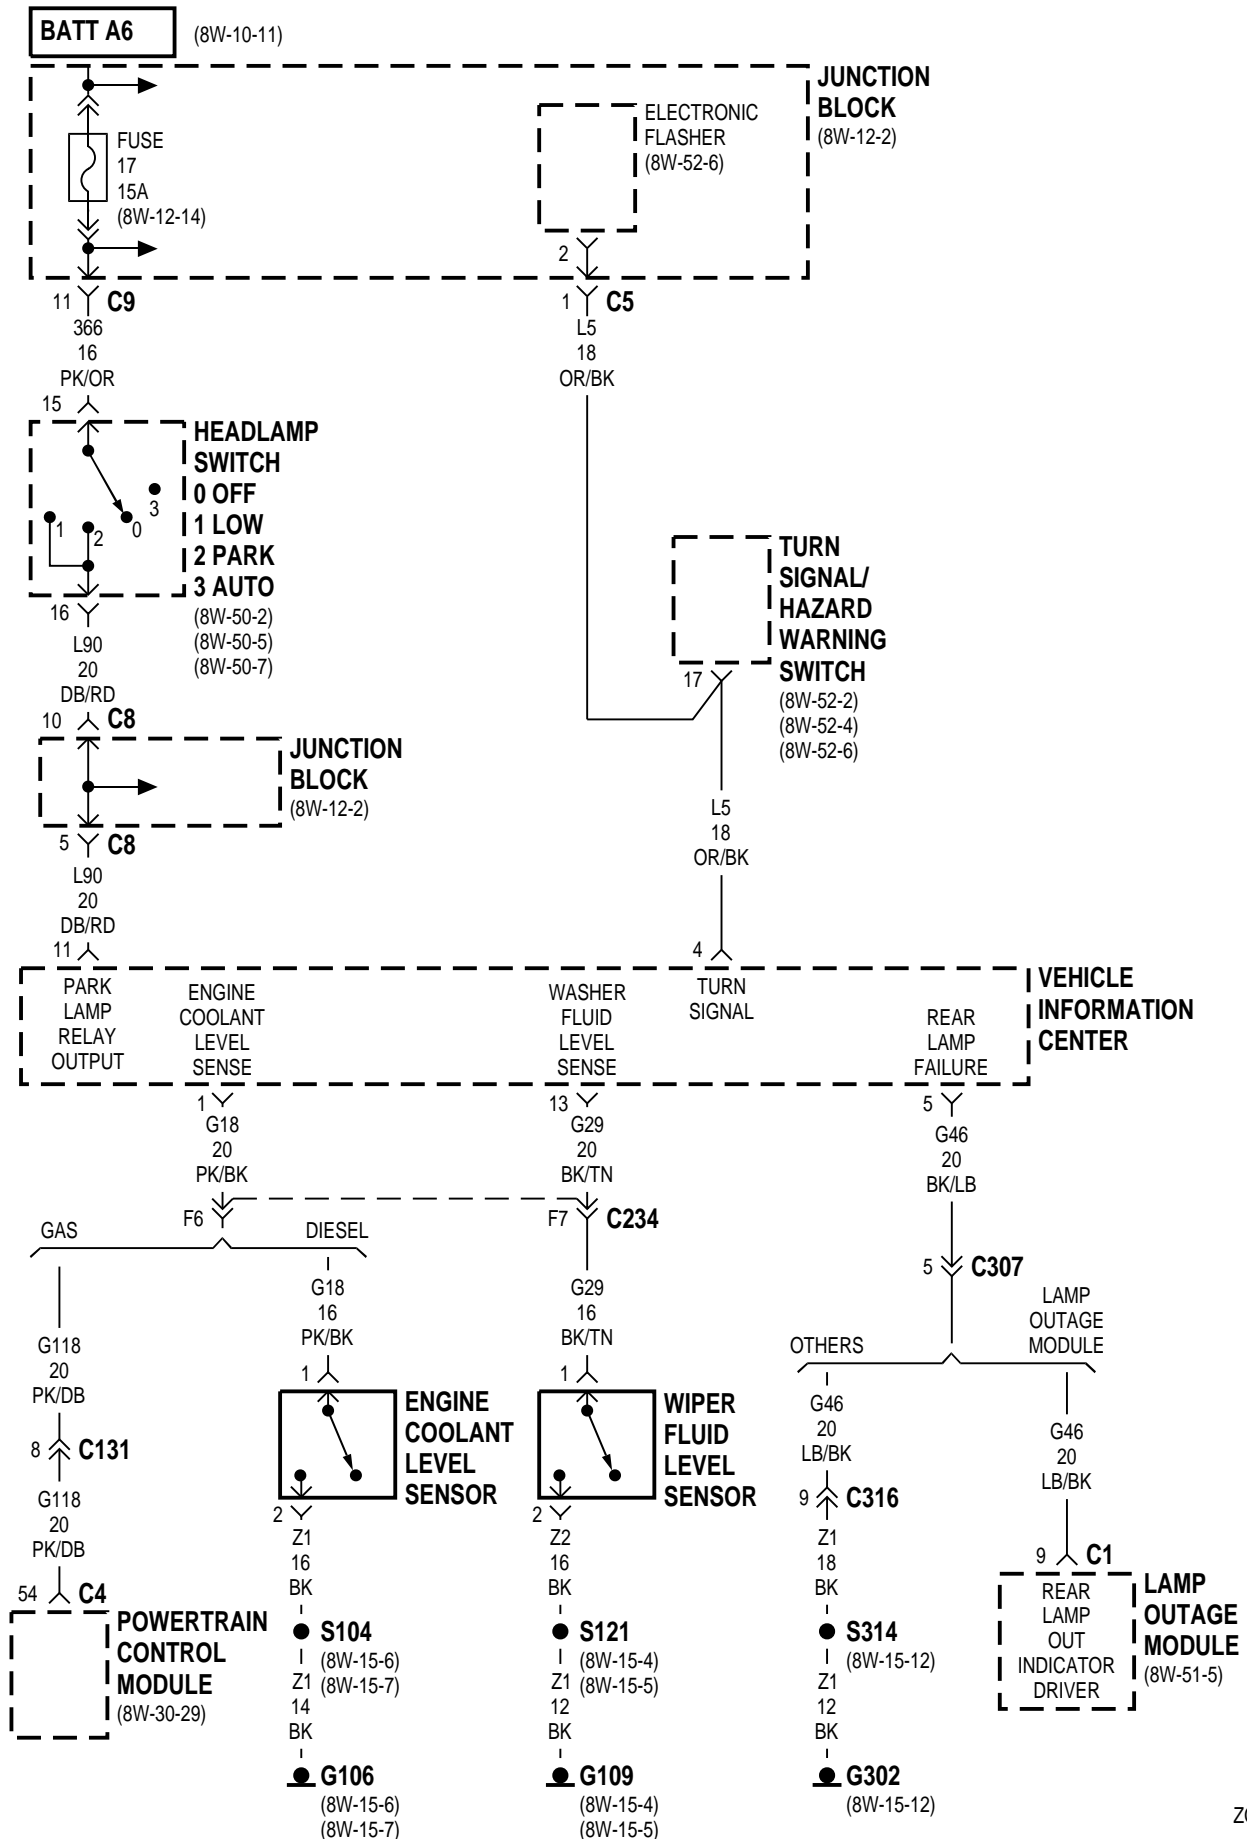 BATT A6
(8W-10-11)
JUNCTION
BLOCK
(8W-12-2)
FUSE
17
15A
(8W-12-14)
ELECTRONIC
FLASHER
(8W-52-6)
2
11
C9
1
C5
366
16
PK/OR
L5
18
OR/BK
15
HEADLAMP
SWITCH
0 OFF
1 LOW
2 PARK
3 AUTO
(8W-50-2)
(8W-50-5)
(8W-50-7)
3
1
2
0
16
L90
20
DB/RD
10
C8
TURN
SIGNAL/
HAZARD
WARNING
SWITCH
(8W-52-2)
(8W-52-4)
(8W-52-6)
17
JUNCTION
BLOCK
(8W-12-2)
5
C8
L90
20
DB/RD
11
L5
18
OR/BK
4
PARK
LAMP
RELAY
OUTPUT
ENGINE
COOLANT
LEVEL
SENSE
WASHER
FLUID
LEVEL
SENSE
TURN
SIGNAL
REAR
LAMP
FAILURE
VEHICLE
INFORMATION
CENTER
1
G18
20
PK/BK
13
G29
20
BK/TN
5
G46
20
BK/LB
F6
F7
C234
GAS
DIESEL
5
C307
G118
20
PK/DB
8
C131
G118
20
PK/DB
54
C4
POWERTRAIN
CONTROL
MODULE
(8W-30-29)
G18
16
PK/BK
1
ENGINE
COOLANT
LEVEL
SENSOR
2
Z1
16
BK
S104
(8W-15-6)
(8W-15-7)
Z1
14
BK
G106
(8W-15-6)
(8W-15-7)
G29
16
BK/TN
1
WIPER
FLUID
LEVEL
SENSOR
2
Z2
16
BK
S121
(8W-15-4)
(8W-15-5)
Z1
12
BK
G109
(8W-15-4)
(8W-15-5)
OTHERS
LAMP
OUTAGE
MODULE
G46
20
LB/BK
9
C316
Z1
18
BK
S314
(8W-15-12)
Z1
12
BK
G302
(8W-15-12)
G46
20
LB/BK
9
C1
REAR
LAMP
OUT
INDICATOR
DRIVER
LAMP
OUTAGE
MODULE
(8W-51-5)